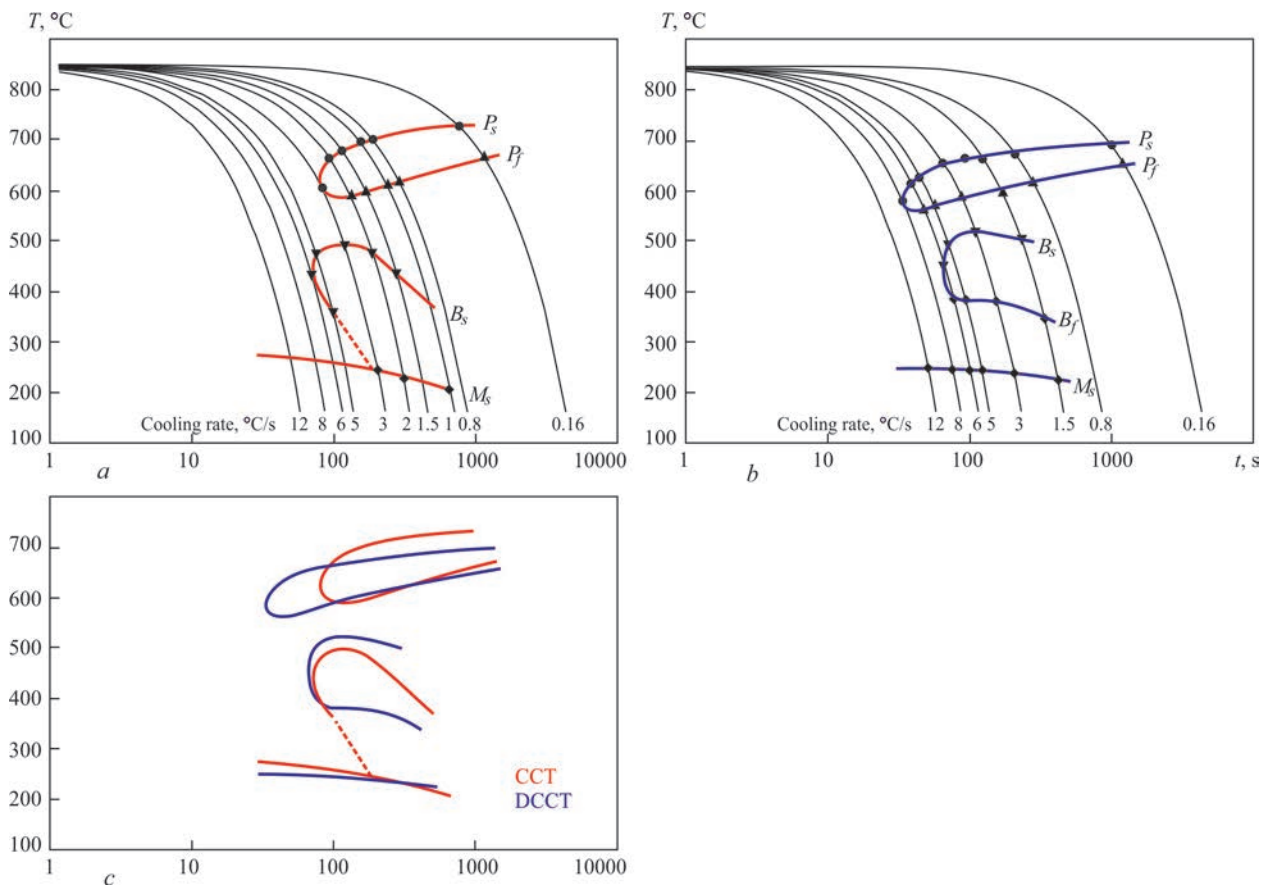 T, °C
800
700
600
500
400
300
200
100
P_s
P_f
B_s
M_s
Cooling rate, °C/s 12 8 6 5 3 2 1.5 1 0.8 0.16
1 10 100 1000 10000
a
T, °C
800
700
600
500
400
300
200
100
P_s
P_f
B_s
B_f
M_s
Cooling rate, °C/s 12 8 6 5 3 1.5 0.8 0.16
1 10 100 1000 t, s
b
700
600
500
400
300
200
100
CCT
DCCT
1 10 100 1000 10000
c